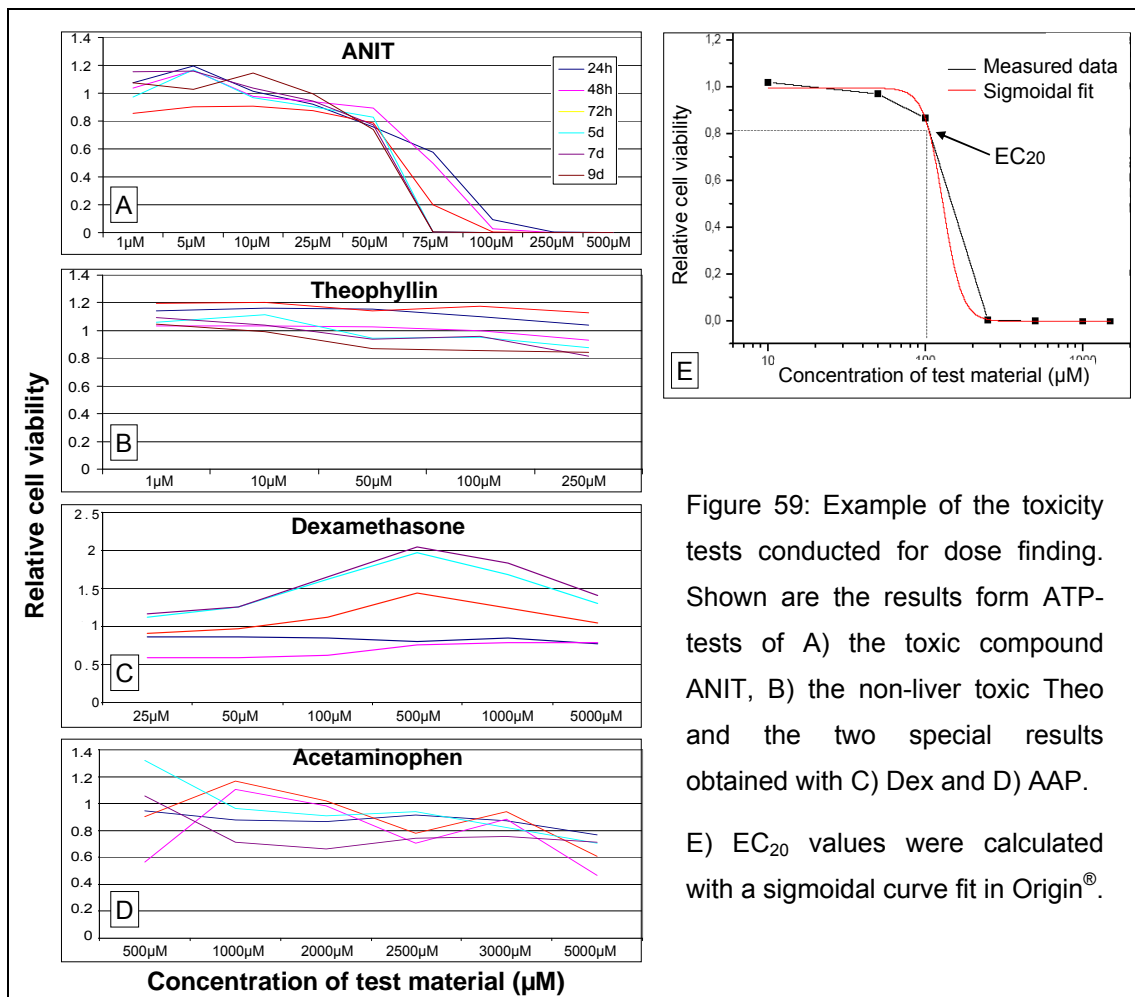 ANIT
1.4
1.2
1
0.8
0.6
0.4
0.2
0
24h
48h
72h
5d
7d
9d
A
1µM 5µM 10µM 25µM 50µM 75µM 100µM 250µM 500µM
Theophyllin
1.4
1.2
1
0.8
0.6
0.4
0.2
0
B
1µM 10µM 50µM 100µM 250µM
Relative cell viability
Dexamethasone
2.5
2
1.5
1
0.5
0
C
25µM 50µM 100µM 500µM 1000µM 5000µM
Acetaminophen
1.4
1.2
1
0.8
0.6
0.4
0.2
0
D
500µM 1000µM 2000µM 2500µM 3000µM 5000µM
Concentration of test material (µM)
1,2
1,0
0,8
0,6
0,4
0,2
0,0
Relative cell viability
Measured data
Sigmoidal fit
EC20
10 100 1000
E
Concentration of test material (µM)
Figure 59: Example of the toxicity
tests conducted for dose finding.
Shown are the results form ATP-
tests of A) the toxic compound
ANIT, B) the non-liver toxic Theo
and the two special results
obtained with C) Dex and D) AAP.
E) EC20 values were calculated
with a sigmoidal curve fit in Origin®.